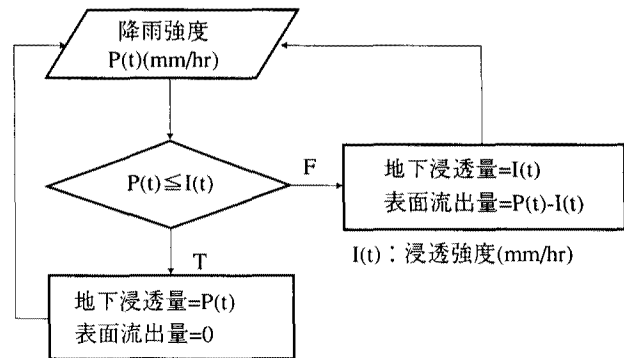 降雨強度
P(t)(mm/hr)
P(t)≦I(t)
F
地下浸透量=I(t)
表面流出量=P(t)-I(t)
I(t)：浸透強度(mm/hr)
T
地下浸透量=P(t)
表面流出量=0